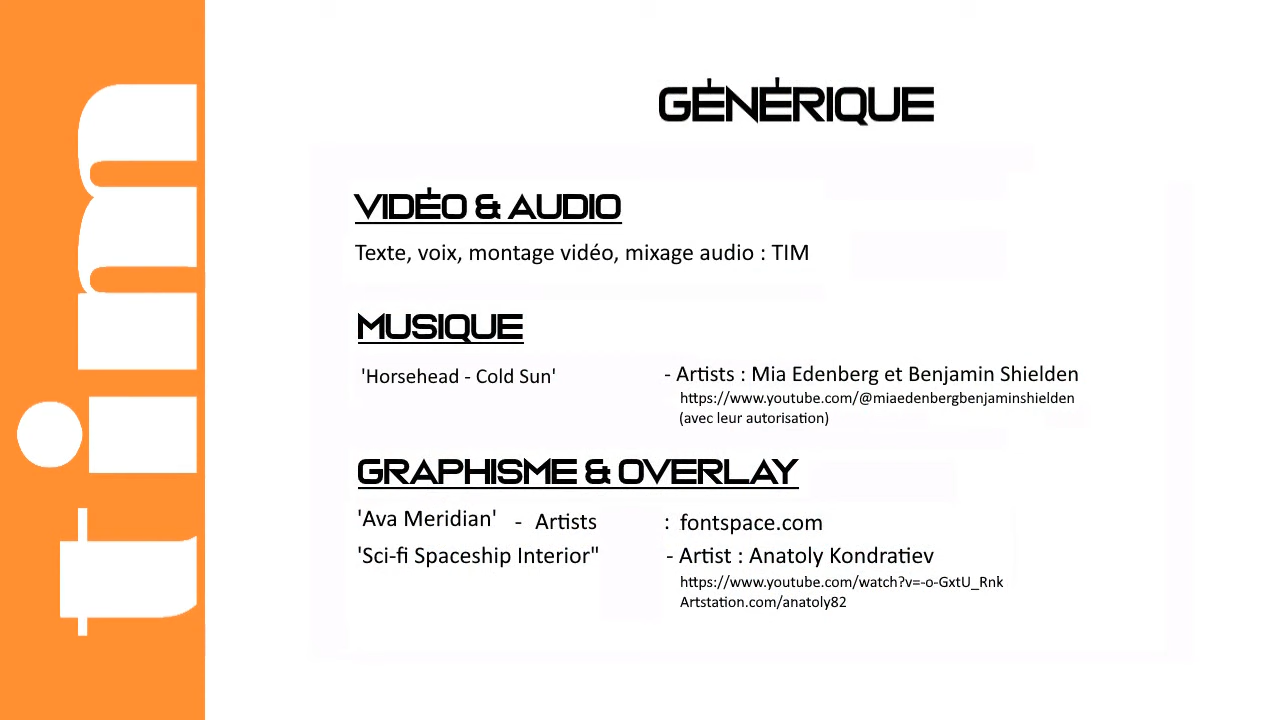 tim
GÉNÉRIQUE
VIDÉO & AUDIO
Texte, voix, montage vidéo, mixage audio : TIM
MUSIQUE
'Horsehead - Cold Sun' - Artists : Mia Edenberg et Benjamin Shielden
https://www.youtube.com/@miaedenbergbenjaminshielden
(avec leur autorisation)
GRAPHISME & OVERLAY
'Ava Meridian' - Artists : fontspace.com
'Sci-fi Spaceship Interior" - Artist : Anatoly Kondratiev
https://www.youtube.com/watch?v=-o-GxtU_Rnk
Artstation.com/anatoly82